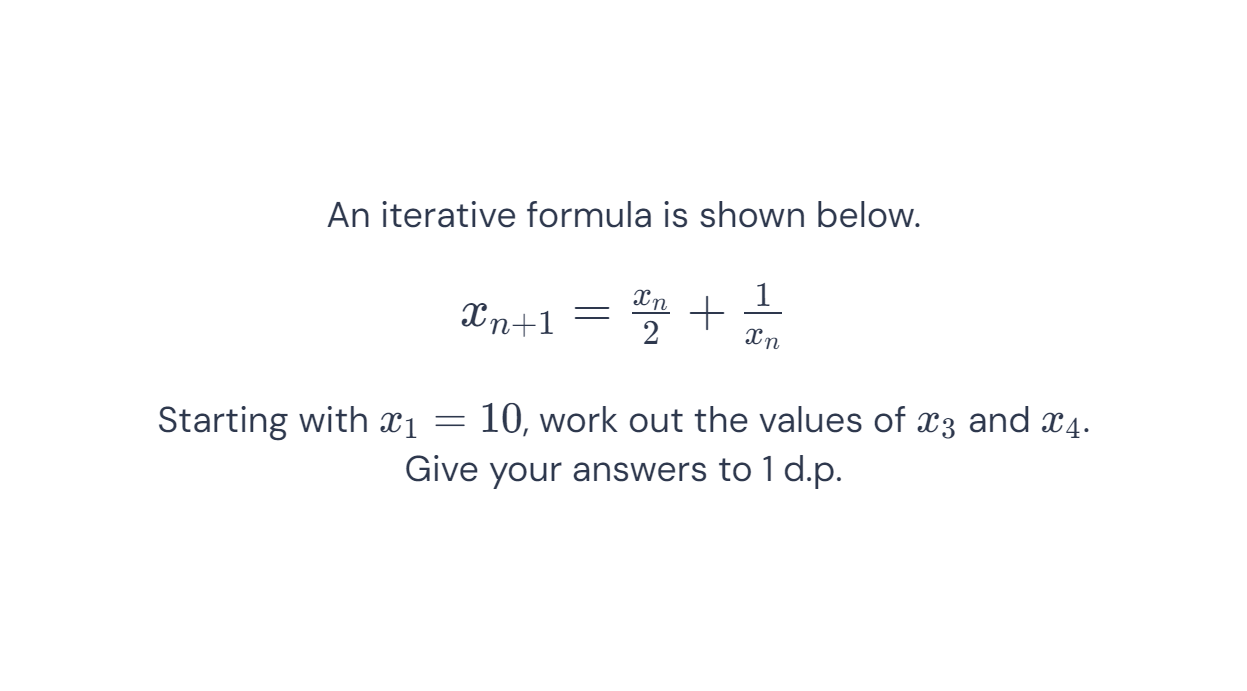 An iterative formula is shown below.
$x_{n+1} = \frac{x_n}{2} + \frac{1}{x_n}$
Starting with $x_1 = 10$, work out the values of $x_3$ and $x_4$.
Give your answers to 1 d.p.